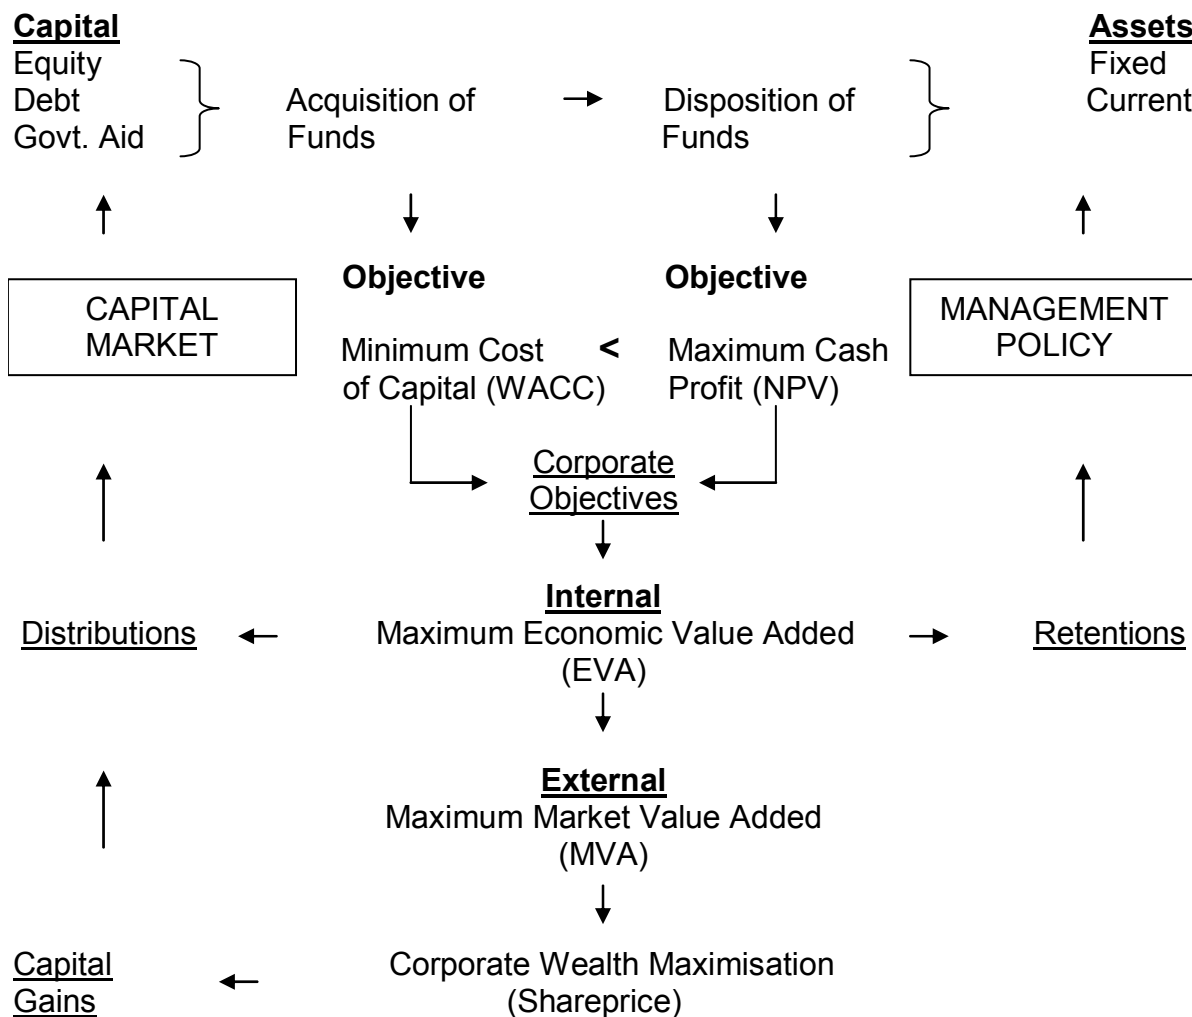 Capital
Equity
Debt
Govt. Aid
Acquisition of
Funds
Disposition of
Funds
Assets
Fixed
Current
CAPITAL
MARKET
Objective
Minimum Cost
of Capital (WACC)
<
Objective
Maximum Cash
Profit (NPV)
MANAGEMENT
POLICY
Corporate
Objectives
Distributions
Internal
Maximum Economic Value Added
(EVA)
Retentions
External
Maximum Market Value Added
(MVA)
Capital
Gains
Corporate Wealth Maximisation
(Shareprice)